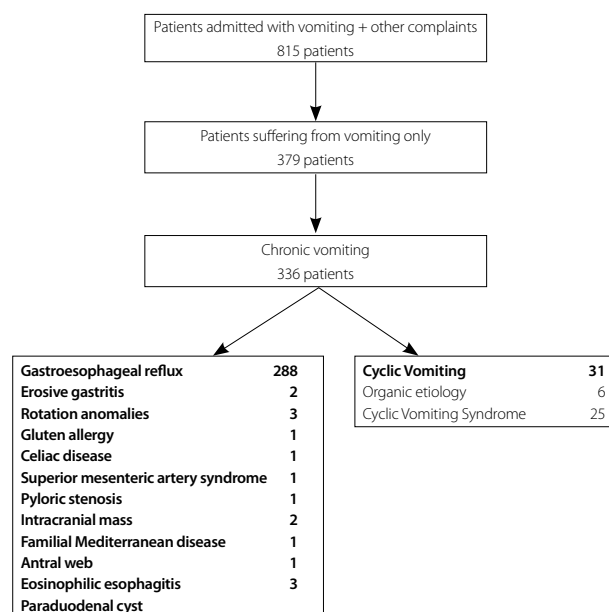 Patients admitted with vomiting + other complaints
815 patients
Patients suffering from vomiting only
379 patients
Chronic vomiting
336 patients
Gastroesophageal reflux 288
Erosive gastritis 2
Rotation anomalies 3
Gluten allergy 1
Celiac disease 1
Superior mesenteric artery syndrome 1
Pyloric stenosis 1
Intracranial mass 2
Familial Mediterranean disease 1
Antral web 1
Eosinophilic esophagitis 3
Paraduodenal cyst
Cyclic Vomiting 31
Organic etiology 6
Cyclic Vomiting Syndrome 25